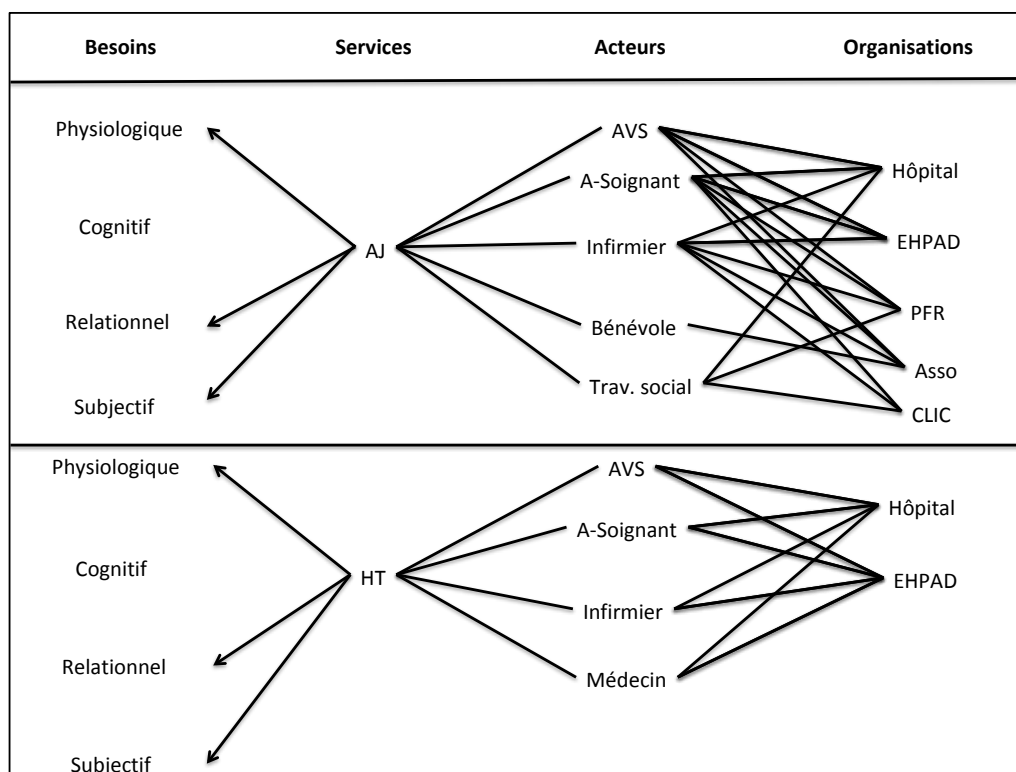 Besoins Services Acteurs Organisations
Physiologique AVS
A-Soignant Hôpital
Cognitif
AJ Infirmier EHPAD
Relationnel Bénévole PFR
Asso
Subjectif Trav. social CLIC
Physiologique AVS
Hôpital
A-Soignant
Cognitif HT EHPAD
Infirmier
Relationnel Médecin
Subjectif